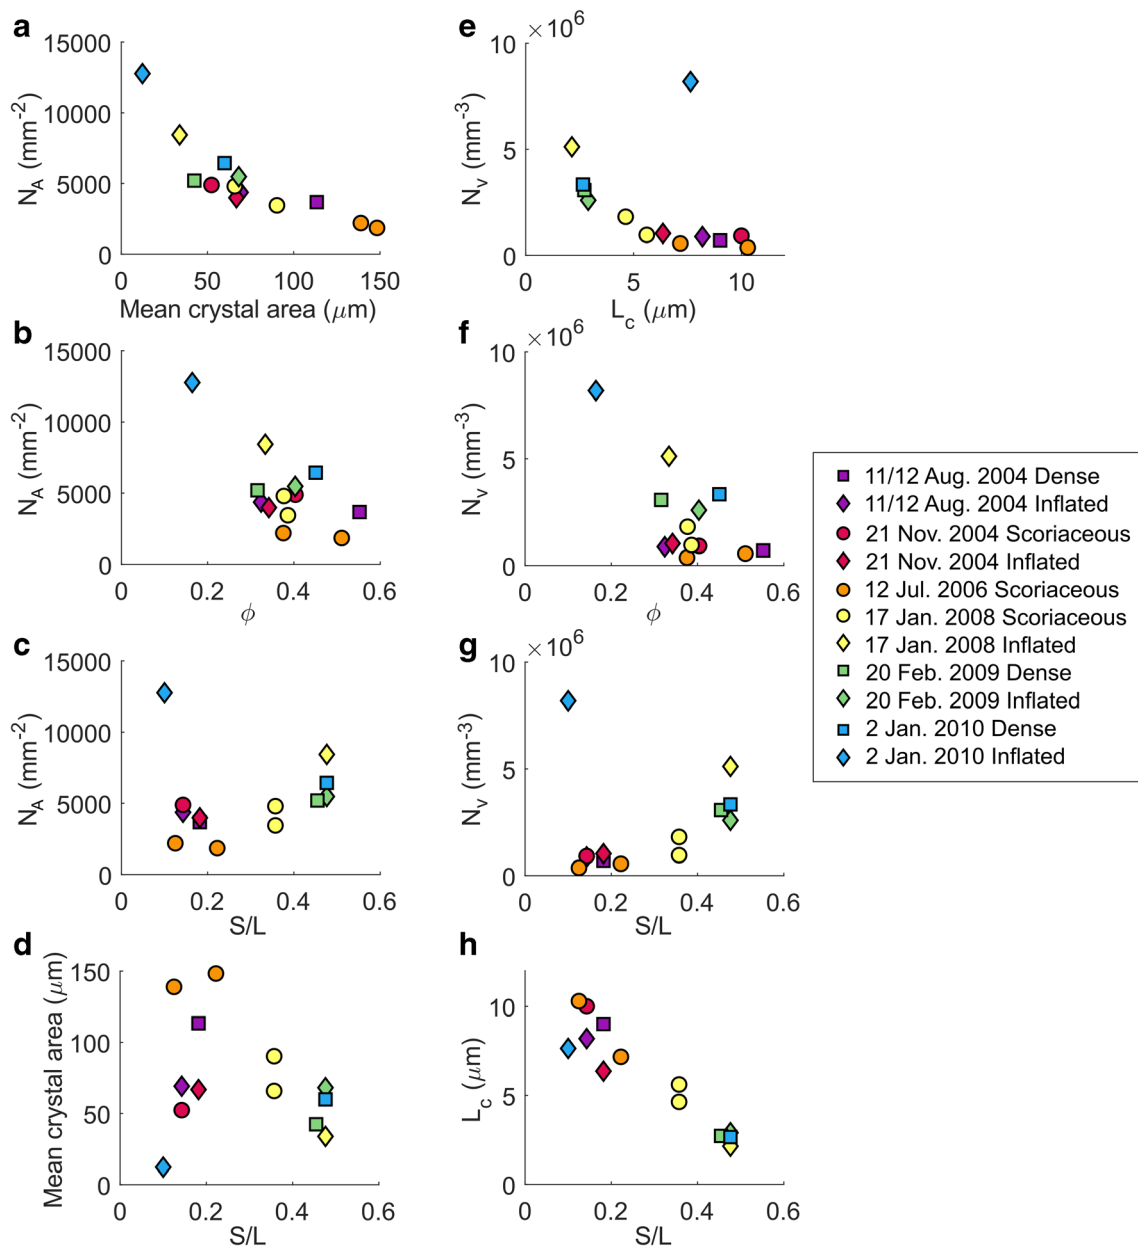 a
15000
10000
5000
0
N_A (mm⁻²)
0 50 100 150
Mean crystal area (μm)
e
×10⁶
10
5
0
N_v (mm⁻³)
0 5 10
L_c (μm)
b
15000
10000
5000
0
N_A (mm⁻²)
0 0.2 0.4 0.6
ϕ
f
×10⁶
10
5
0
N_v (mm⁻³)
0 0.2 0.4 0.6
ϕ
c
15000
10000
5000
0
N_A (mm⁻²)
0 0.2 0.4 0.6
S/L
g
×10⁶
10
5
0
N_v (mm⁻³)
0 0.2 0.4 0.6
S/L
d
150
100
50
0
Mean crystal area (μm)
0 0.2 0.4 0.6
S/L
h
10
5
0
L_c (μm)
0 0.2 0.4 0.6
S/L
11/12 Aug. 2004 Dense
11/12 Aug. 2004 Inflated
21 Nov. 2004 Scoriaceous
21 Nov. 2004 Inflated
12 Jul. 2006 Scoriaceous
17 Jan. 2008 Scoriaceous
17 Jan. 2008 Inflated
20 Feb. 2009 Dense
20 Feb. 2009 Inflated
2 Jan. 2010 Dense
2 Jan. 2010 Inflated